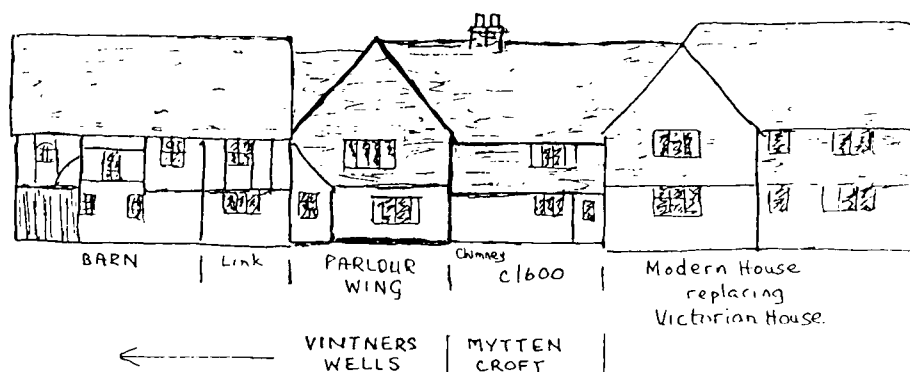 BARN
Link
PARLOUR
WING
Chimney
c1600
Modern House
replacing
Victorian House.
VINTNERS
WELLS
MYTTEN
CROFT